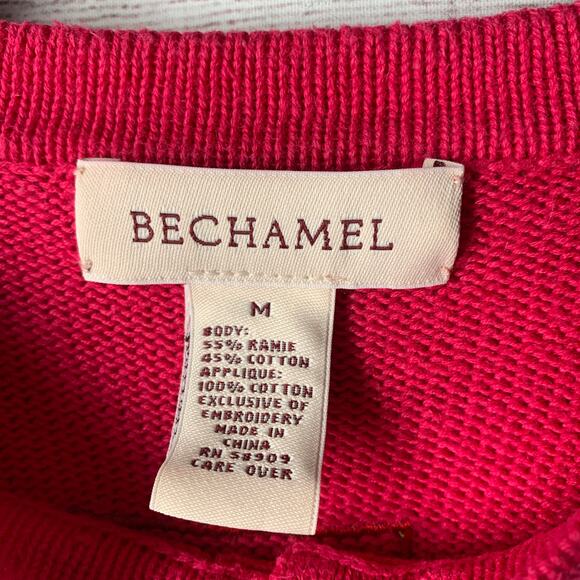 BECHAMEL
M
BODY:
55% RAMIE
45% COTTON
APPLIQUE:
100% COTTON
EXCLUSIVE OF
EMBROIDERY
MADE IN
CHINA
RN 58909
CARE OVER